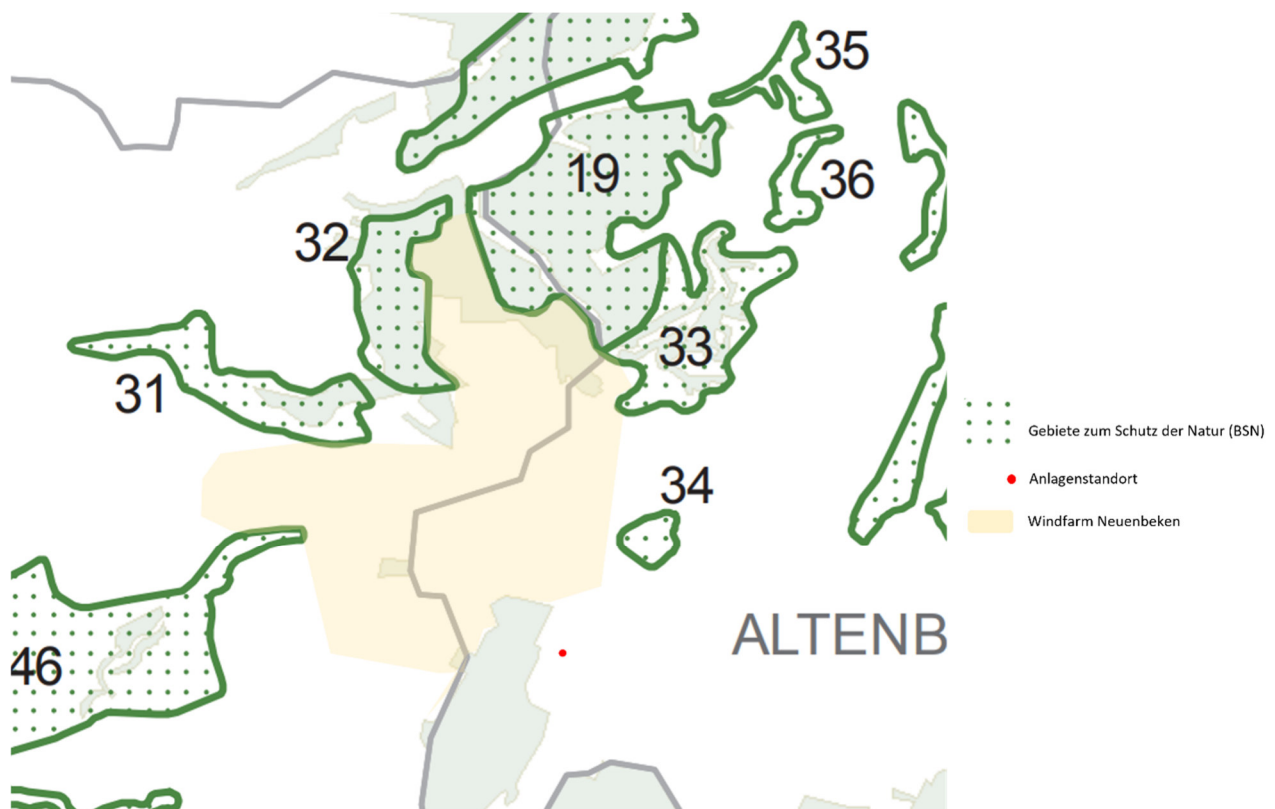 35
19
36
32
33
31
34
ALTENB
46
Gebiete zum Schutz der Natur (BSN)
Anlagenstandort
Windfarm Neuenbeken